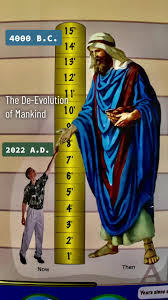 4000 B.C.
15'
14'
13'
12'
11'
10'
The De-Evolution
of Mankind
2022 A.D.
8'
7'
6'
5'
4'
3'
2'
1'
Now
Then